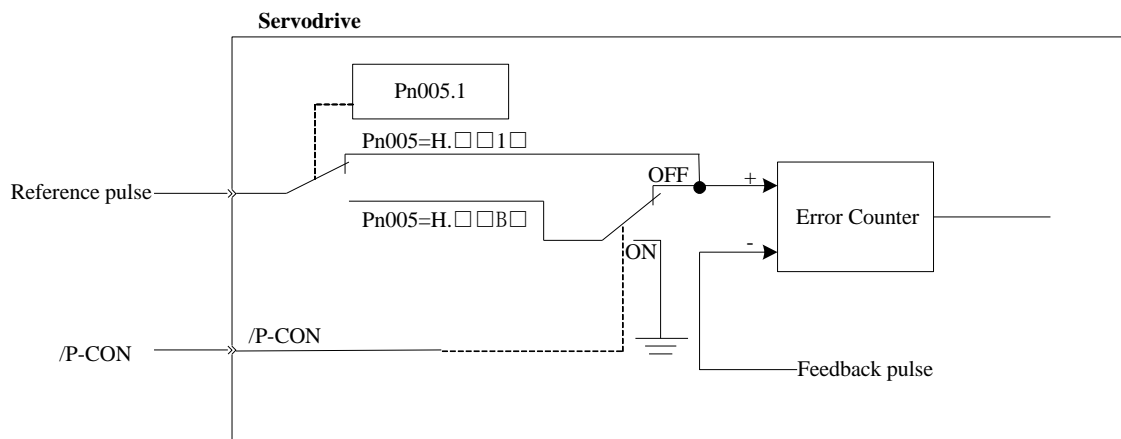 Servodrive
Pn005.1
Pn005=H.□□1□
Reference pulse
OFF
+
Error Counter
Pn005=H.□□B□
-
ON
/P-CON
/P-CON
Feedback pulse